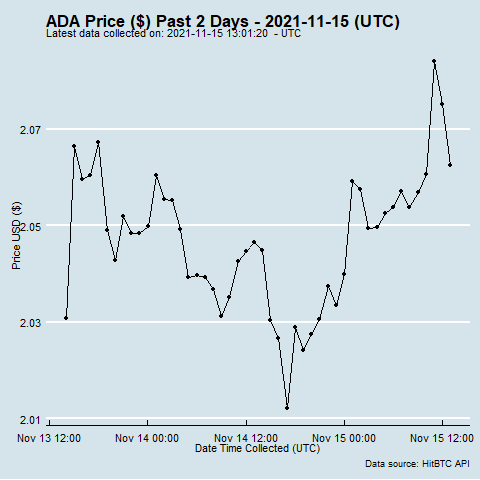 ADA Price ($) Past 2 Days - 2021-11-15 (UTC)
Latest data collected on: 2021-11-15 13:01:20 - UTC
Price USD ($)
2.07
2.05
2.03
2.01
Nov 13 12:00 Nov 14 00:00 Nov 14 12:00 Nov 15 00:00 Nov 15 12:00
Date Time Collected (UTC)
Data source: HitBTC API